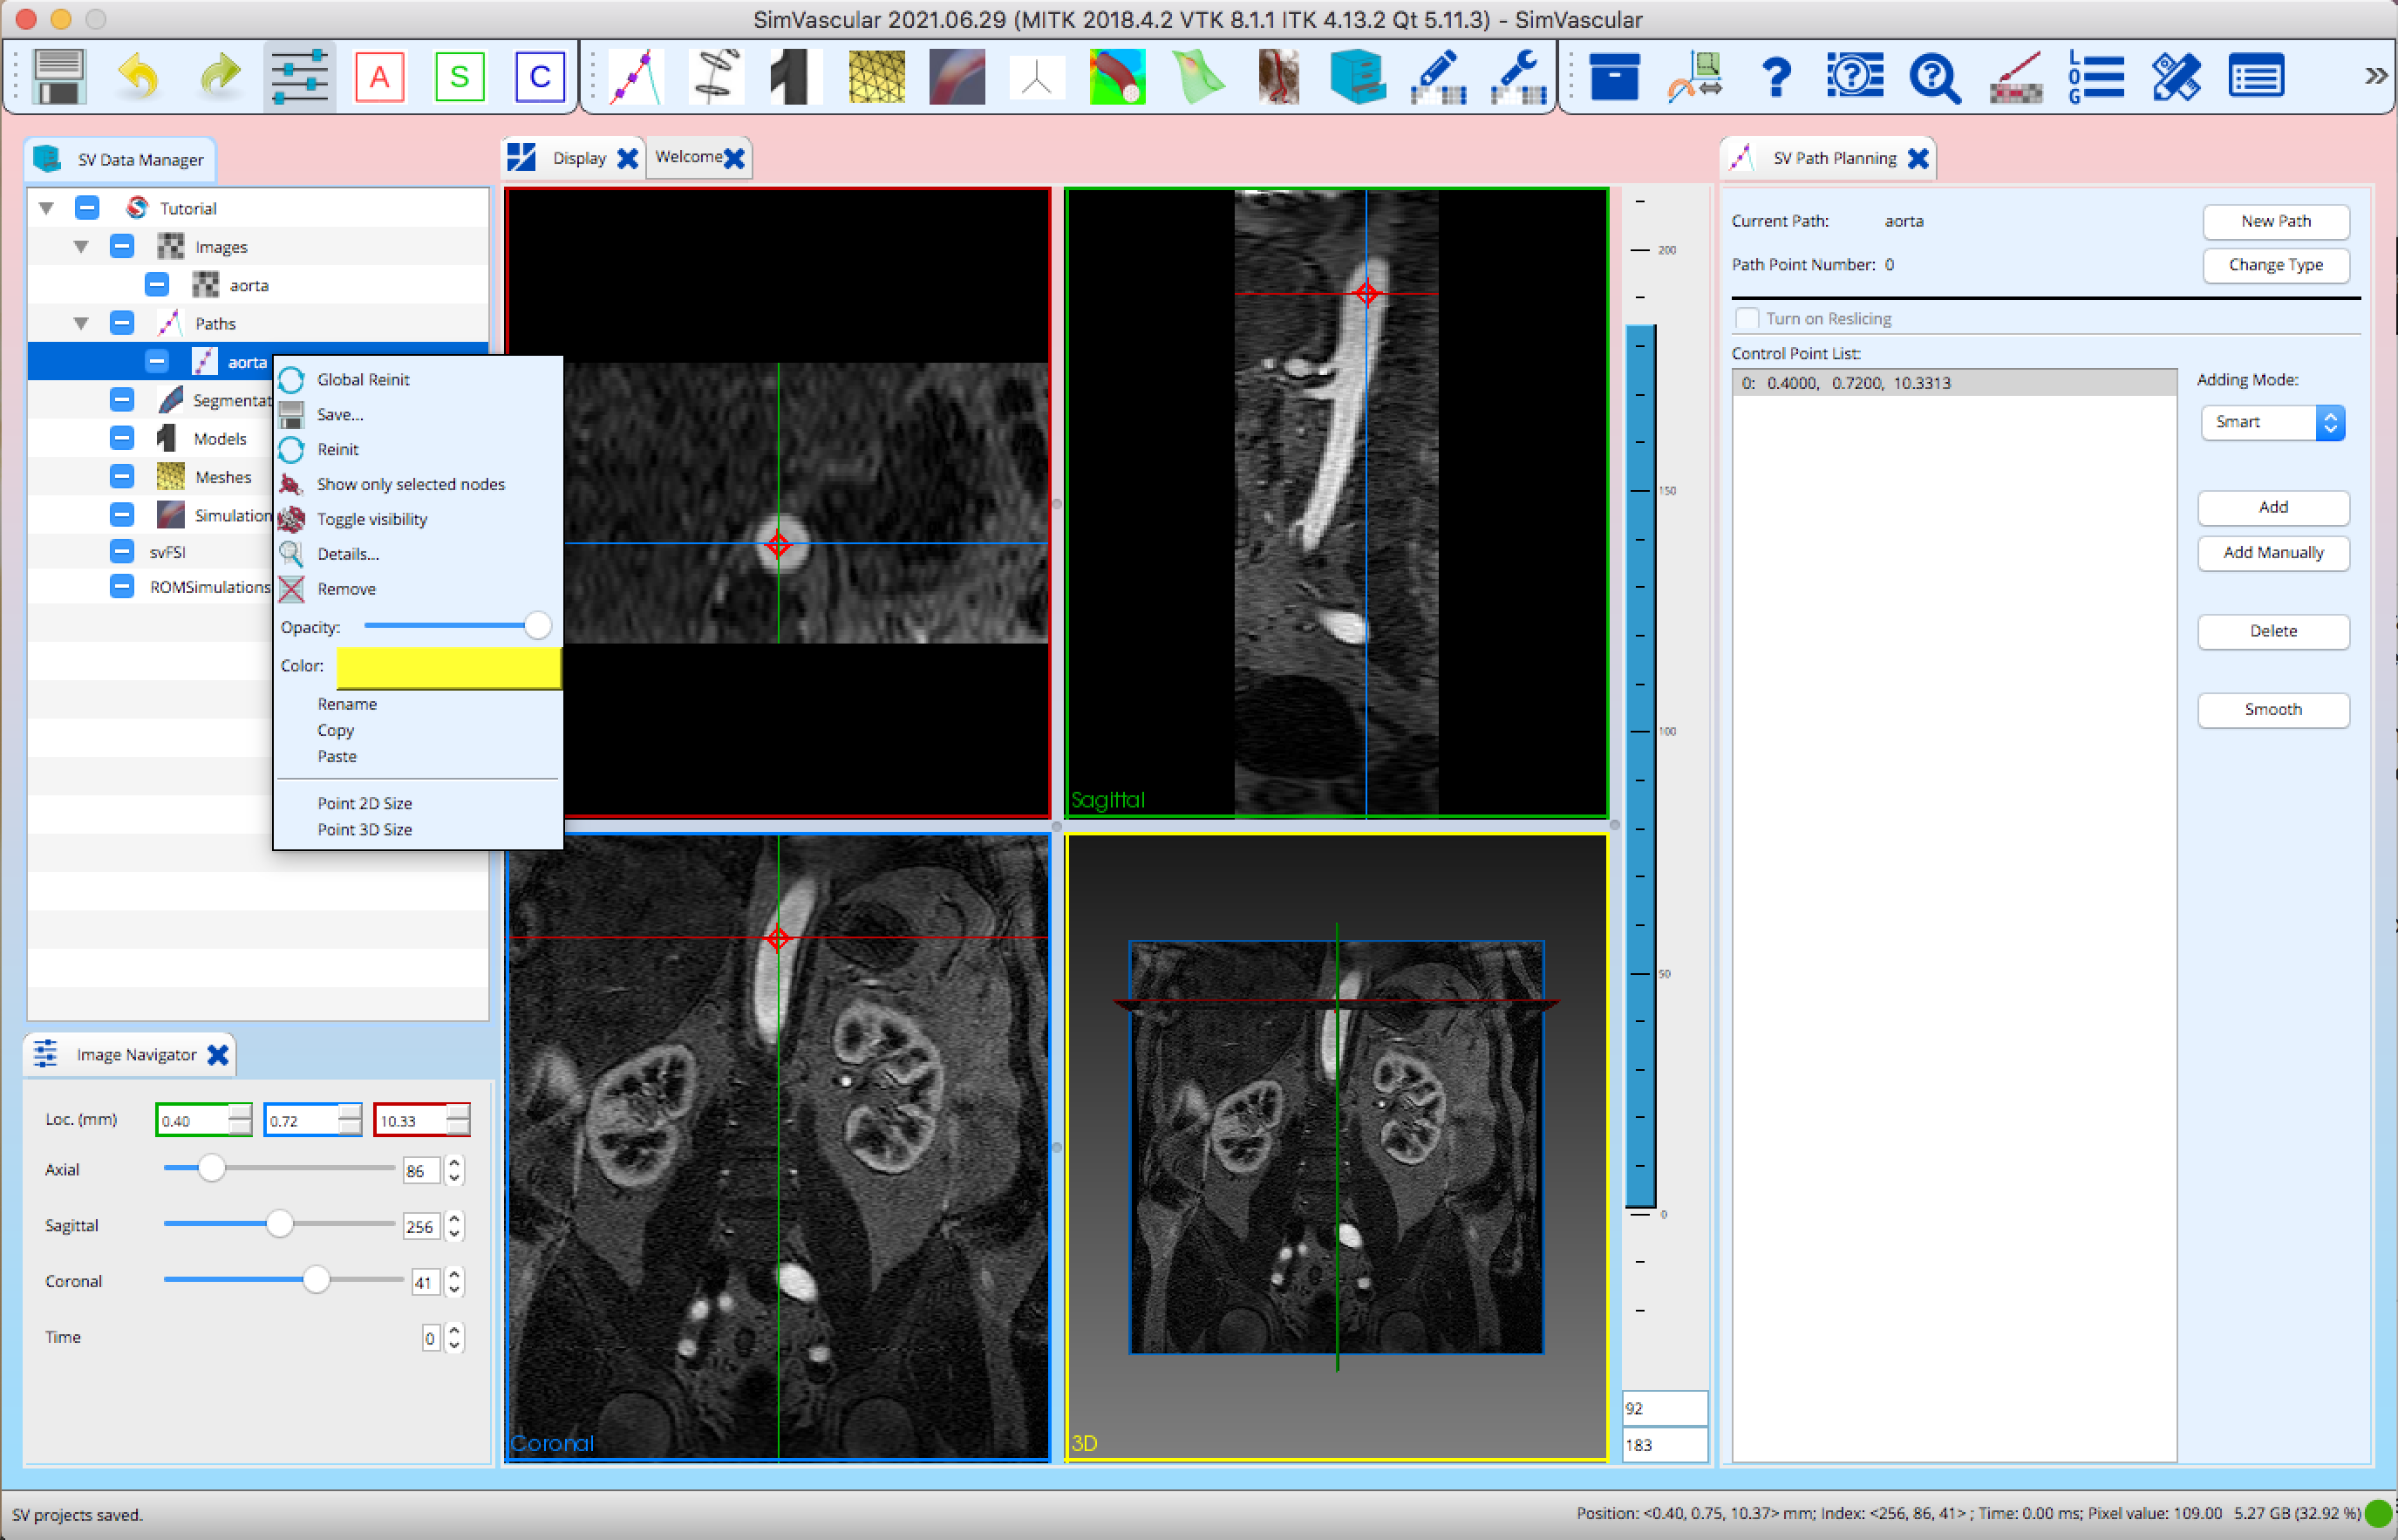 SimVascular 2021.06.29 (MITK 2018.4.2 VTK 8.1.1 ITK 4.13.2 Qt 5.11.3) - SimVascular
A S C
LOG
»
SV Data Manager
Display
Welcome
SV Path Planning
Tutorial
Images
aorta
Paths
aorta
Segmentat
Models
Meshes
Simulation
svFSI
ROMSimulations
Global Reinit
Save...
Reinit
Show only selected nodes
Toggle visibility
Details...
Remove
Opacity:
Color:
Rename
Copy
Paste
Point 2D Size
Point 3D Size
Sagittal
Coronal
3D
200
150
100
50
0
92
183
Current Path: aorta
New Path
Path Point Number: 0
Change Type
Turn on Reslicing
Control Point List:
0: 0.4000, 0.7200, 10.3313
Adding Mode:
Smart
Add
Add Manually
Delete
Smooth
Image Navigator
Loc. (mm) 0.40 0.72 10.33
Axial 86
Sagittal 256
Coronal 41
Time 0
SV projects saved.
Position: <0.40, 0.75, 10.37> mm; Index: <256, 86, 41> ; Time: 0.00 ms; Pixel value: 109.00 5.27 GB (32.92 %)